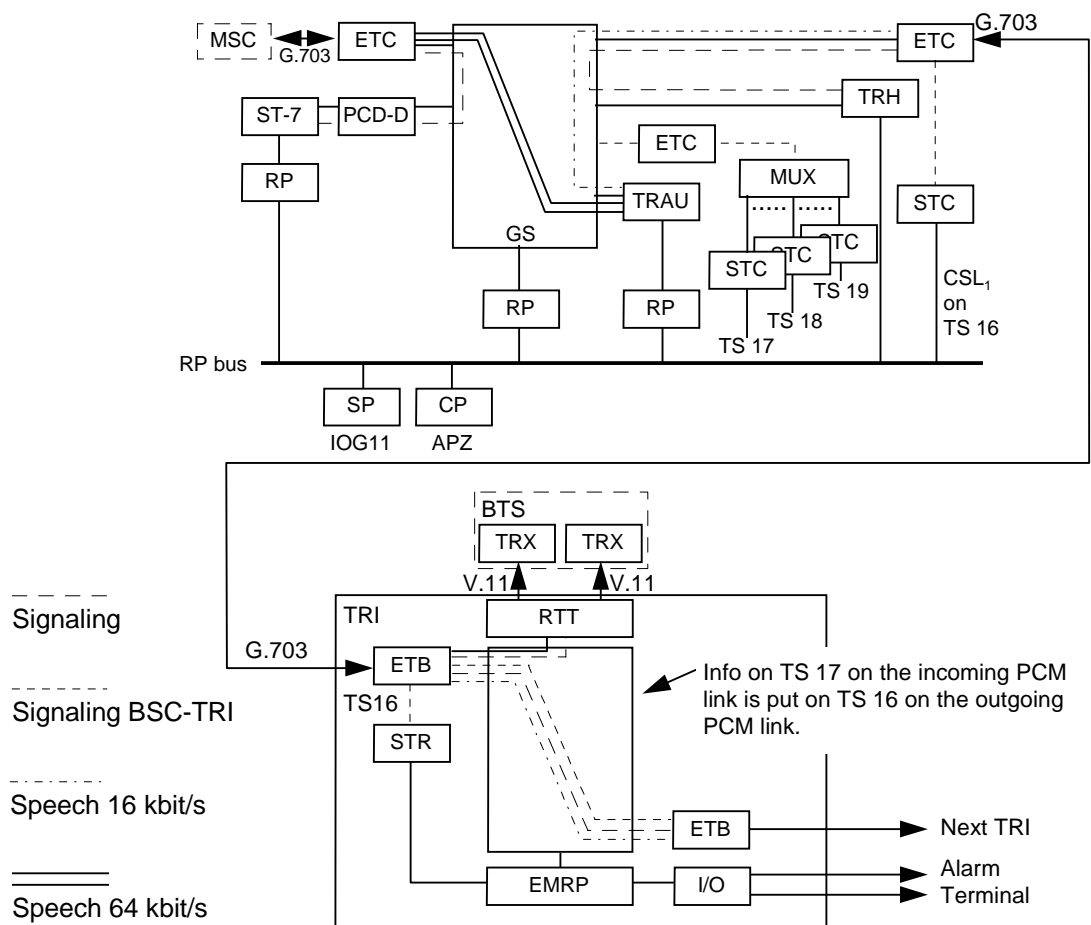 MSC
G.703
ETC
ETC
G.703
ST-7
PCD-D
TRH
RP
ETC
MUX
TRAU
STC
GS
.....
.....
STC
STC
STC
RP
RP
TS 17
TS 18
TS 19
CSL1
on
TS 16
RP bus
SP
CP
IOG11
APZ
BTS
TRX
TRX
V.11
V.11
Signaling
TRI
RTT
G.703
ETB
TS16
Info on TS 17 on the incoming PCM
link is put on TS 16 on the outgoing
PCM link.
Signaling BSC-TRI
STR
Speech 16 kbit/s
ETB
Next TRI
EMRP
I/O
Alarm
Terminal
Speech 64 kbit/s